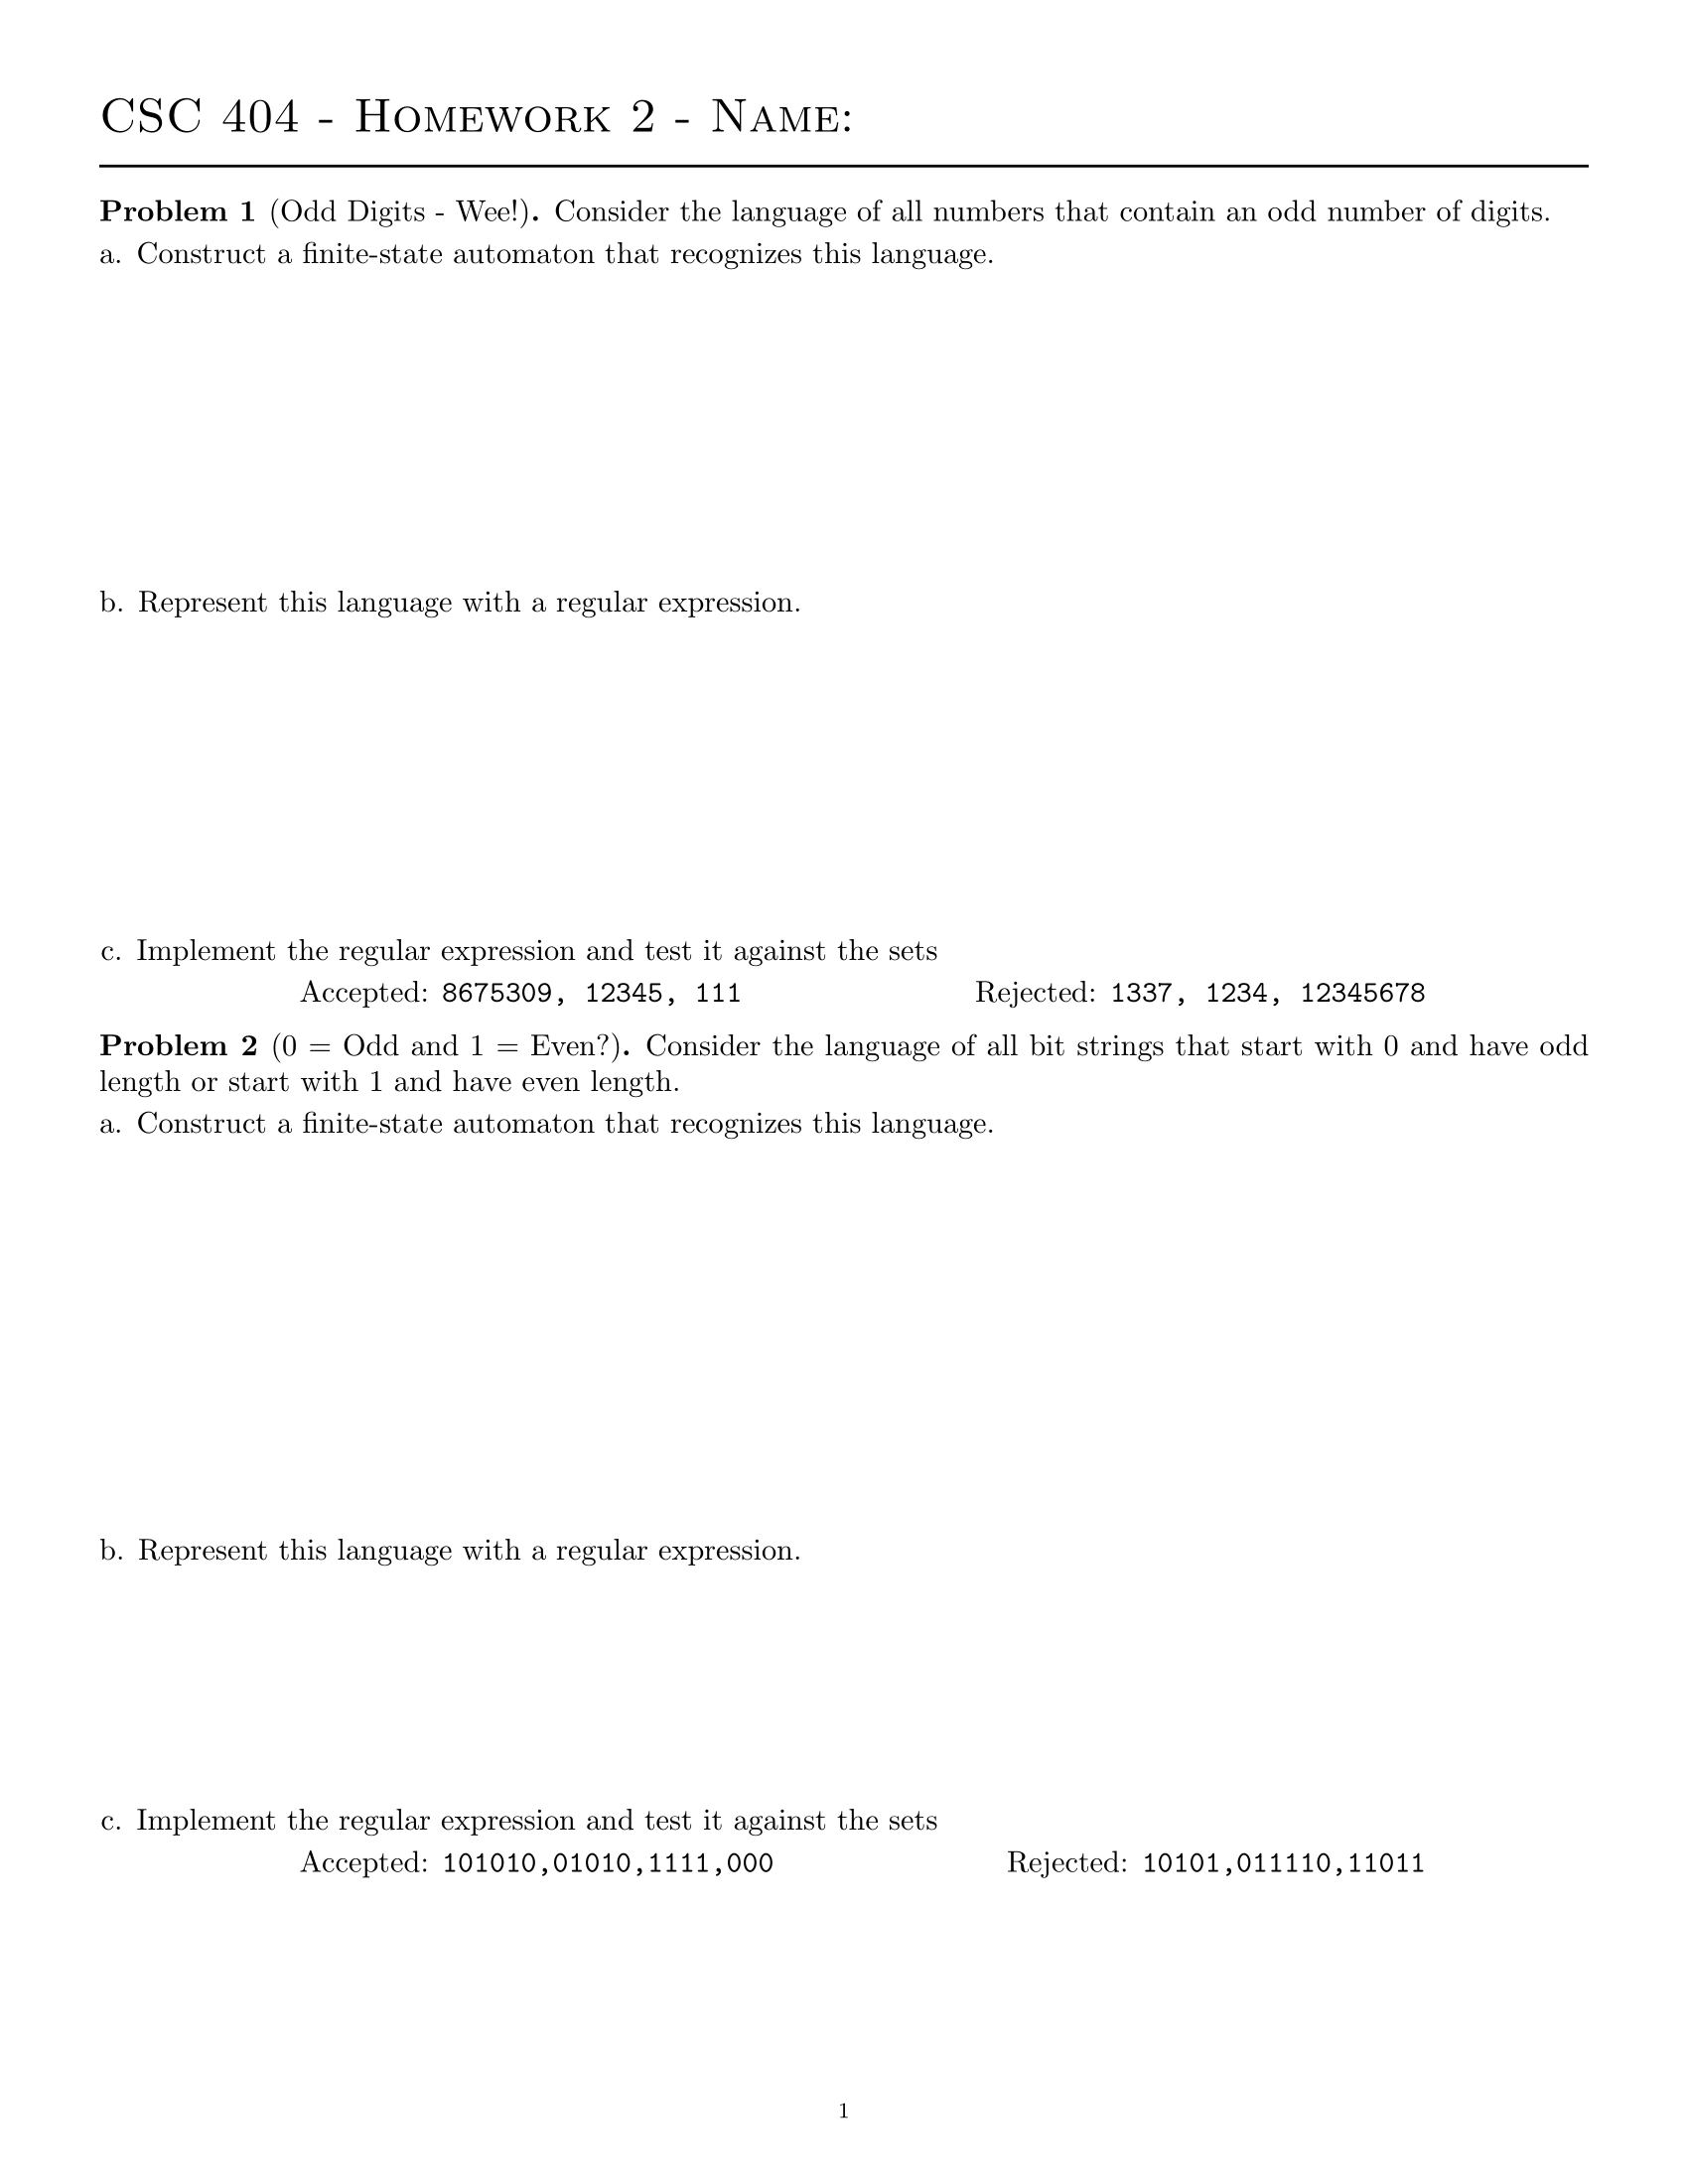 CSC 404 - Homework 2 - Name:
Problem 1 (Odd Digits - Wee!). Consider the language of all numbers that contain an odd number of digits.
a. Construct a finite-state automaton that recognizes this language.
b. Represent this language with a regular expression.
c. Implement the regular expression and test it against the sets
Accepted: 8675309, 12345, 111 Rejected: 1337, 1234, 12345678
Problem 2 (0 = Odd and 1 = Even?). Consider the language of all bit strings that start with 0 and have odd
length or start with 1 and have even length.
a. Construct a finite-state automaton that recognizes this language.
b. Represent this language with a regular expression.
c. Implement the regular expression and test it against the sets
Accepted: 101010,01010,1111,000 Rejected: 10101,011110,11011
1